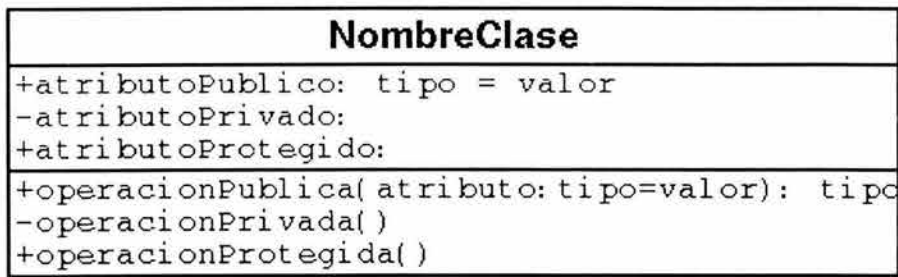 NombreClase
+atributoPublico: tipo = valor
-atributoPrivado:
+atributoProtegido:
+operacionPublica(atributo:tipo=valor): tipo
-operacionPrivada()
+operacionProtegida()